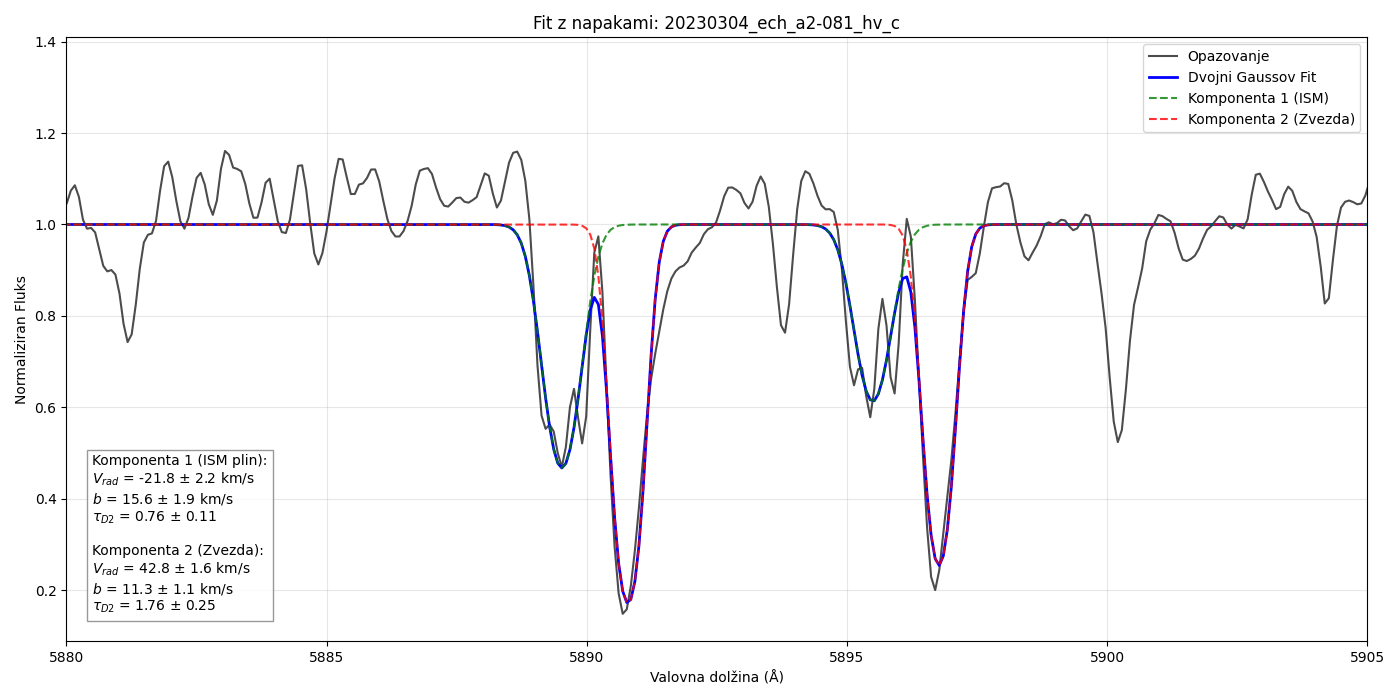 Fit z napakami: 20230304_ech_a2-081_hv_c
Normaliziran Fluks
1.4
1.2
1.0
0.8
0.6
0.4
0.2
Opazovanje
Dvojni Gaussov Fit
Komponenta 1 (ISM)
Komponenta 2 (Zvezda)
Komponenta 1 (ISM plin):
V_rad = -21.8 ± 2.2 km/s
b = 15.6 ± 1.9 km/s
τ_D2 = 0.76 ± 0.11
Komponenta 2 (Zvezda):
V_rad = 42.8 ± 1.6 km/s
b = 11.3 ± 1.1 km/s
τ_D2 = 1.76 ± 0.25
5880 5885 5890 5895 5900 5905
Valovna dolžina (Å)